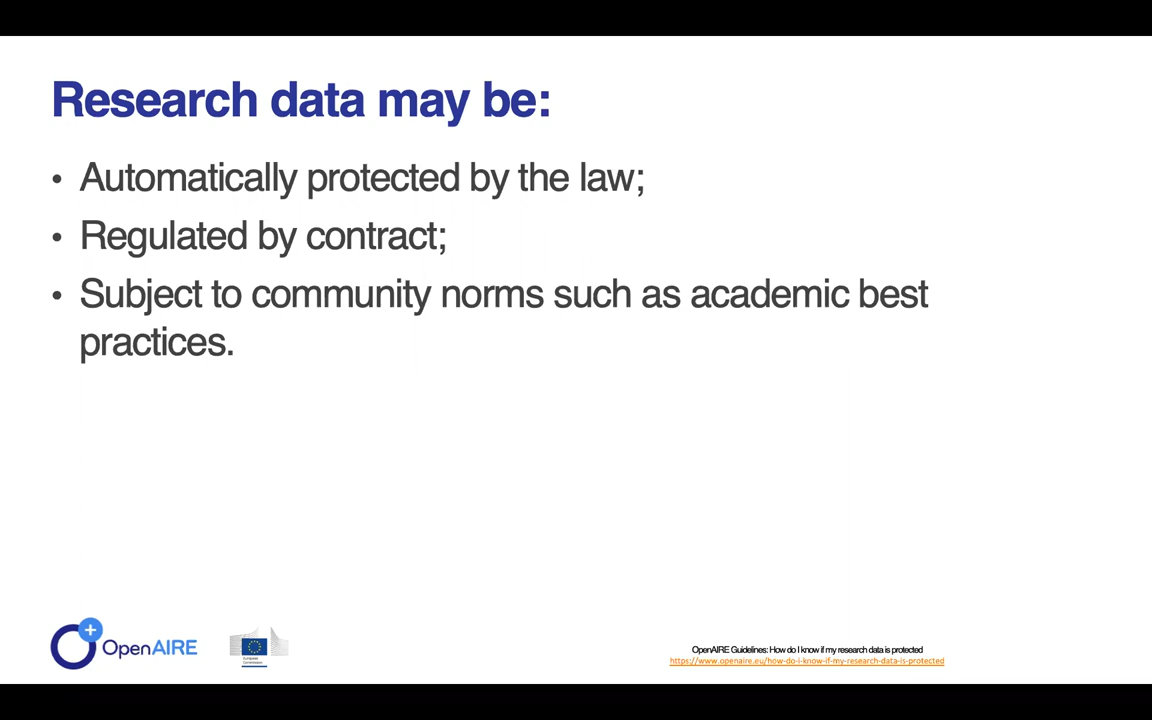 Research data may be:
• Automatically protected by the law;
• Regulated by contract;
• Subject to community norms such as academic best
practices.
OpenAIRE
European
Commission
OpenAIRE Guidelines: How do I know if my research data is protected
https://www.openaire.eu/how-do-i-know-if-my-research-data-is-protected